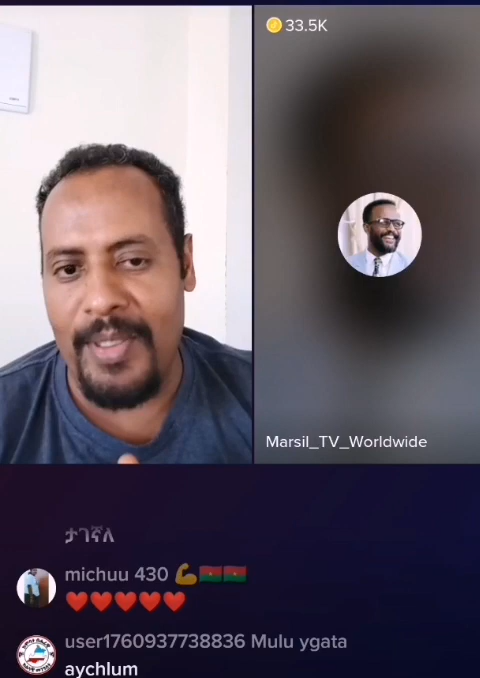 33.5K
Marsil_TV_Worldwide
ታገኛለ
michuu 430 💪🇧🇫🇧🇫
❤️❤️❤️❤️❤️
user1760937738836 Mulu ygata
aychlum